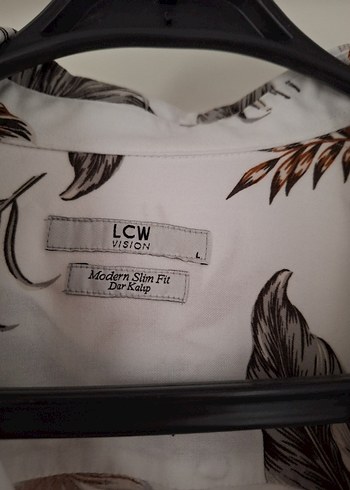 LCW
VISION
L
Modern Slim Fit
Dar Kalıp